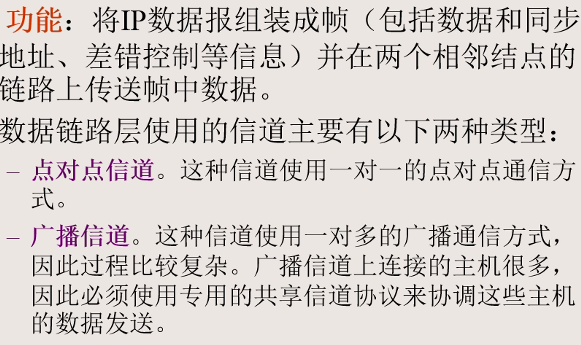 功能：将IP数据报组装成帧（包括数据和同步
地址、差错控制等信息）并在两个相邻结点的
链路上传送帧中数据。
数据链路层使用的信道主要有以下两种类型：
– 点对点信道。这种信道使用一对一的点对点通信方
式。
– 广播信道。这种信道使用一对多的广播通信方式，
因此过程比较复杂。广播信道上连接的主机很多，
因此必须使用专用的共享信道协议来协调这些主机
的数据发送。